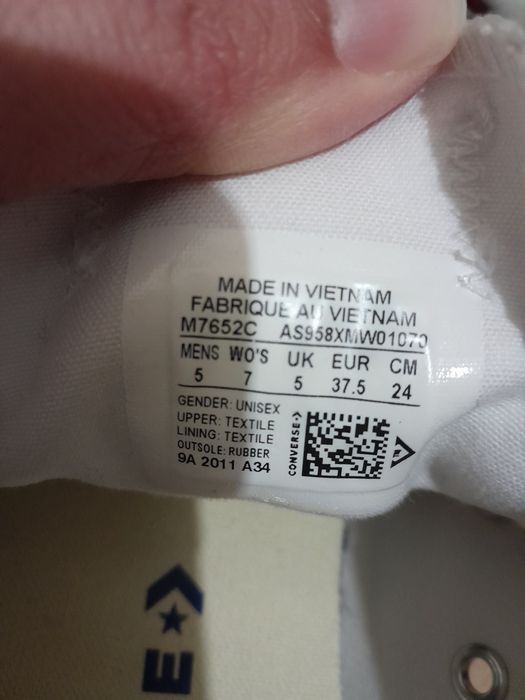 MADE IN VIETNAM
FABRIQUE AU VIETNAM
M7652C AS958XMW01070
MENS WO'S UK EUR CM
5 7 5 37.5 24
GENDER: UNISEX
UPPER: TEXTILE
LINING: TEXTILE
OUTSOLE: RUBBER
9A 2011 A34
CONVERSE
E